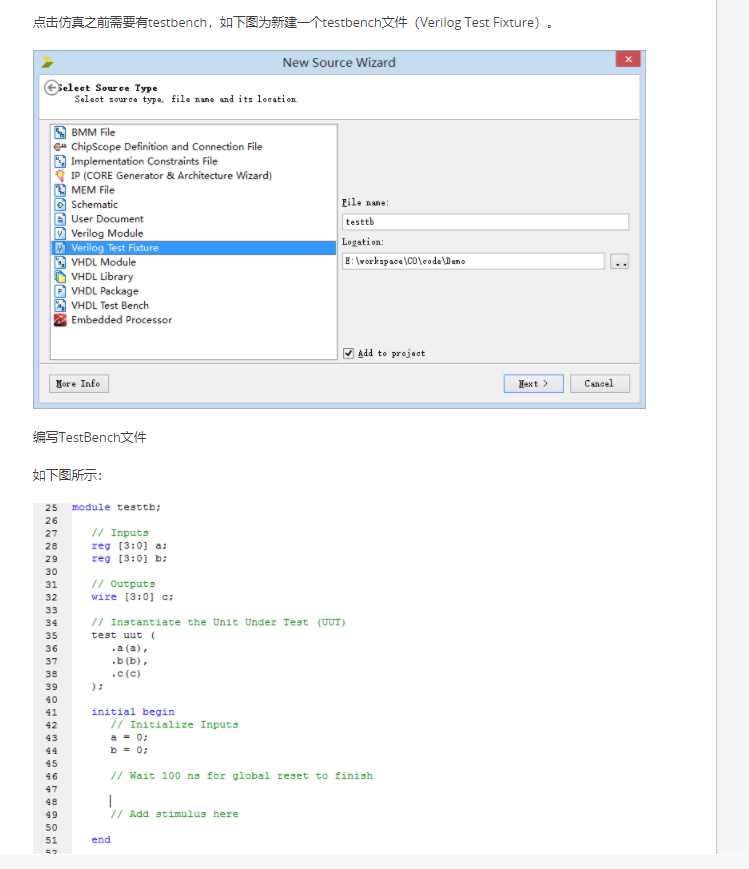 点击仿真之前需要有testbench，如下图为新建一个testbench文件（Verilog Test Fixture）。
New Source Wizard
Select Source Type
Select source type, file name and its location.
BMM File
ChipScope Definition and Connection File
Implementation Constraints File
IP (CORE Generator & Architecture Wizard)
MEM File
Schematic
User Document
Verilog Module
Verilog Test Fixture
VHDL Module
VHDL Library
VHDL Package
VHDL Test Bench
Embedded Processor
File name:
testtb
Location:
E:\workspace\CO\code\Demo
..
Add to project
More Info
Next >
Cancel
编写TestBench文件
如下图所示：
25 module testtb;
26
27 // Inputs
28 reg [3:0] a;
29 reg [3:0] b;
30
31 // Outputs
32 wire [3:0] c;
33
34 // Instantiate the Unit Under Test (UUT)
35 test uut (
36 .a(a),
37 .b(b),
38 .c(c)
39 );
40
41 initial begin
42 // Initialize Inputs
43 a = 0;
44 b = 0;
45
46 // Wait 100 ns for global reset to finish
47
48
49 // Add stimulus here
50
51 end
52